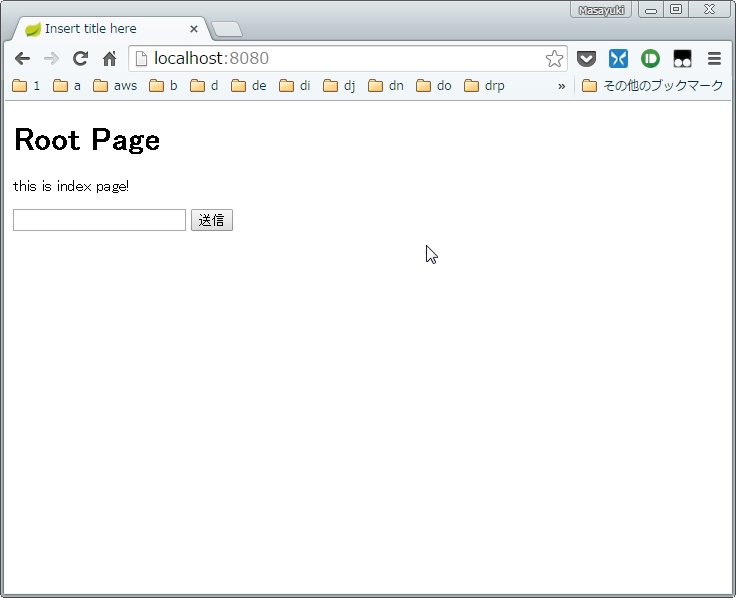 Masayuki
Insert title here
localhost:8080
1 a aws b d de di dj dn do drp » その他のブックマーク
Root Page
this is index page!
送信